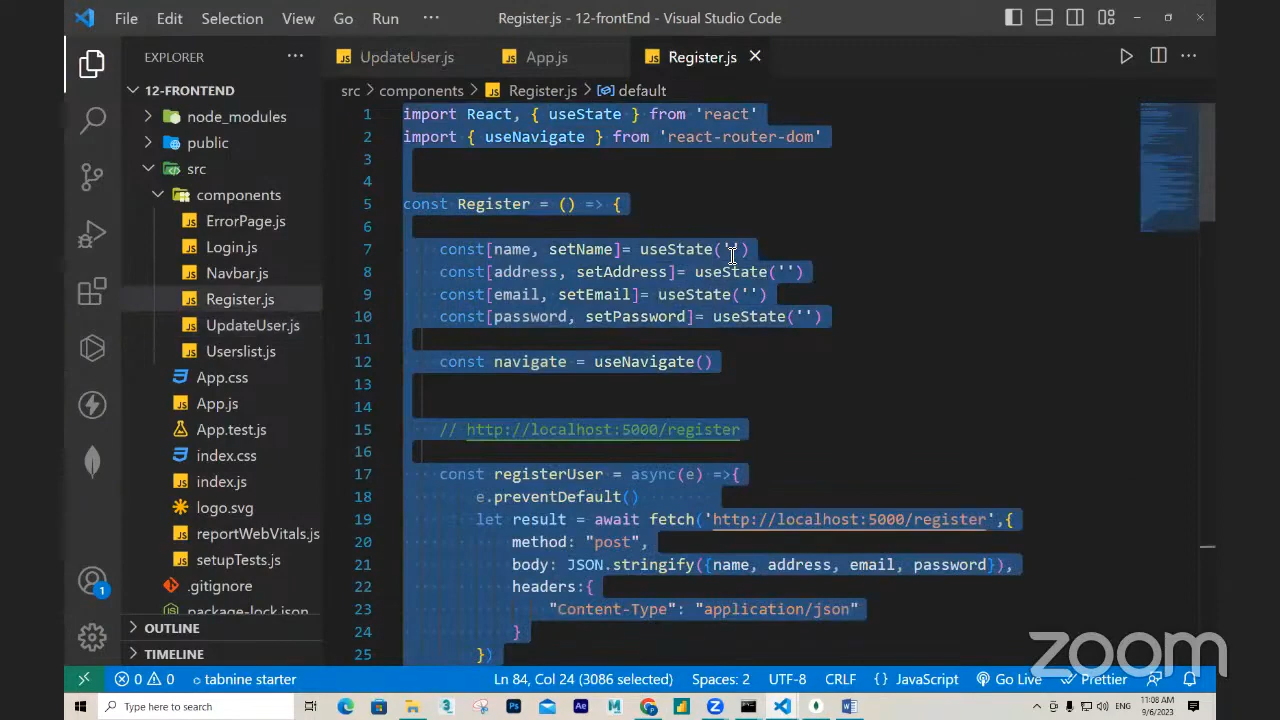 File Edit Selection View Go Run ··· Register.js - 12-frontEnd - Visual Studio Code
EXPLORER ···
UpdateUser.js App.js Register.js
src > components > Register.js > default
12-FRONTEND
node_modules
public
src
components
ErrorPage.js
Login.js
Navbar.js
Register.js
UpdateUser.js
Userslist.js
App.css
App.js
App.test.js
index.css
index.js
logo.svg
reportWebVitals.js
setupTests.js
.gitignore
package-lock.json
OUTLINE
TIMELINE
1 import React, { useState } from 'react'
2 import { useNavigate } from 'react-router-dom'
3
4
5 const Register = () => {
6
7 const[name, setName]= useState('')
8 const[address, setAddress]= useState('')
9 const[email, setEmail]= useState('')
10 const[password, setPassword]= useState('')
11
12 const navigate = useNavigate()
13
14
15 // http://localhost:5000/register
16
17 const registerUser = async(e) =>{
18 e.preventDefault()
19 let result = await fetch('http://localhost:5000/register',{
20 method: "post",
21 body: JSON.stringify({name, address, email, password}),
22 headers:{
23 "Content-Type": "application/json"
24 }
25 })
1
zoom
0 0 tabnine starter Ln 84, Col 24 (3086 selected) Spaces: 2 UTF-8 CRLF {} JavaScript Go Live Prettier
Type here to search
11:08 AM
9/6/2023